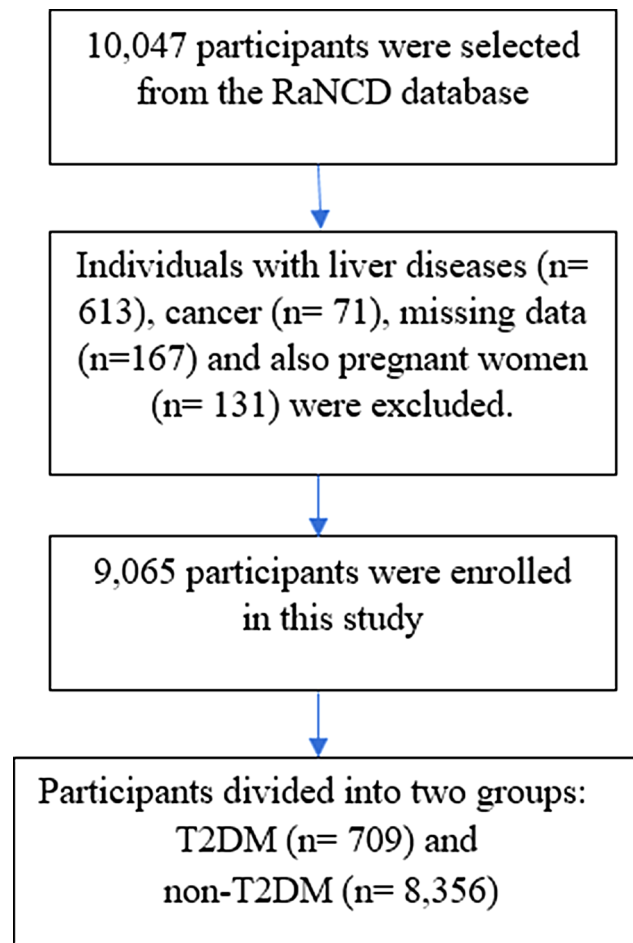 10,047 participants were selected
from the RaNCD database
Individuals with liver diseases (n=
613), cancer (n= 71), missing data
(n=167) and also pregnant women
(n= 131) were excluded.
9,065 participants were enrolled
in this study
Participants divided into two groups:
T2DM (n= 709) and
non-T2DM (n= 8,356)